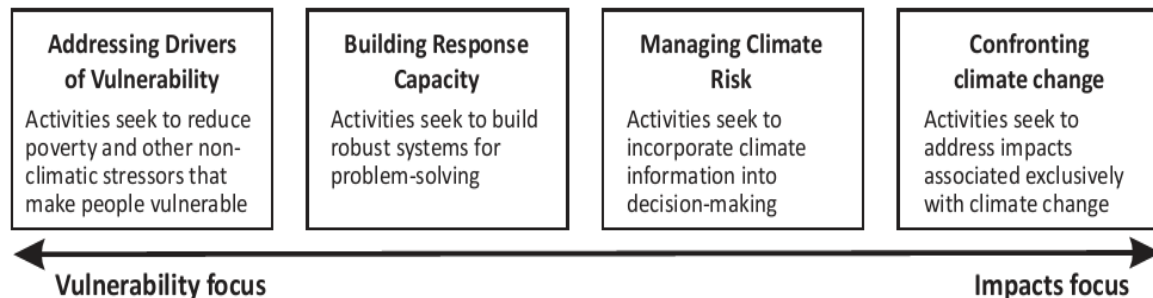 Addressing Drivers
of Vulnerability
Activities seek to reduce
poverty and other non-
climatic stressors that
make people vulnerable
Building Response
Capacity
Activities seek to build
robust systems for
problem-solving
Managing Climate
Risk
Activities seek to
incorporate climate
information into
decision-making
Confronting
climate change
Activities seek to
address impacts
associated exclusively
with climate change
Vulnerability focus
Impacts focus